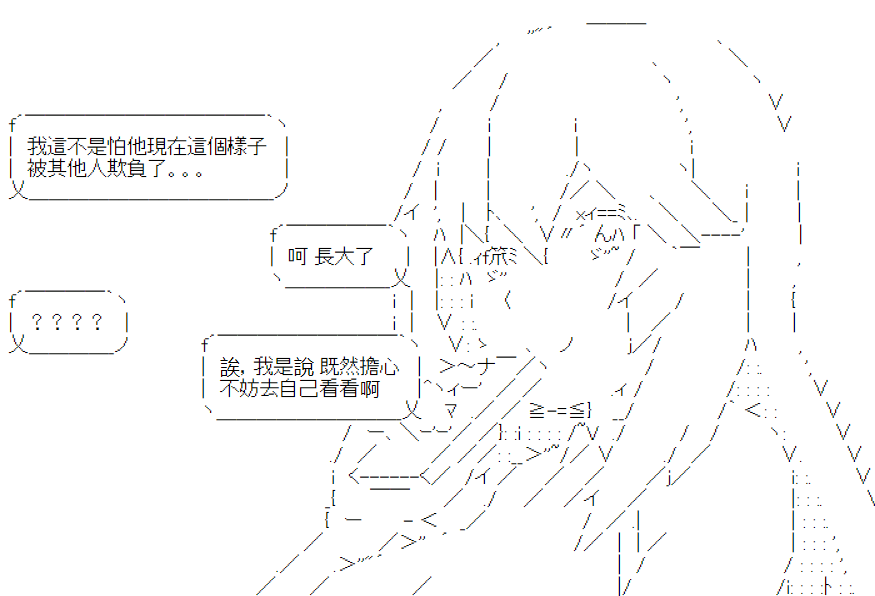 我這不是怕他現在這個樣子
被其他人欺負了。。。
呵 長大了
？？？？
誒, 我是說 既然擔心
不妨去自己看看啊